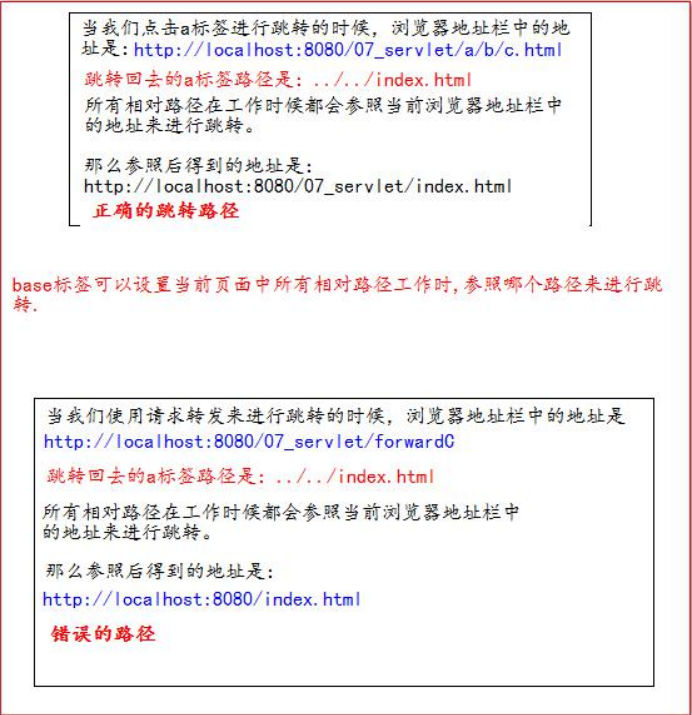 当我们点击a标签进行跳转的时候，浏览器地址栏中的地
址是：http://localhost:8080/07_servlet/a/b/c.html
跳转回去的a标签路径是：../../index.html
所有相对路径在工作时候都会参照当前浏览器地址栏中
的地址来进行跳转。
那么参照后得到的地址是：
http://localhost:8080/07_servlet/index.html
正确的跳转路径
base标签可以设置当前页面中所有相对路径工作时,参照哪个路径来进行跳
转.
当我们使用请求转发来进行跳转的时候，浏览器地址栏中的地址是
http://localhost:8080/07_servlet/forwardC
跳转回去的a标签路径是：../../index.html
所有相对路径在工作时候都会参照当前浏览器地址栏中
的地址来进行跳转。
那么参照后得到的地址是：
http://localhost:8080/index.html
错误的路径